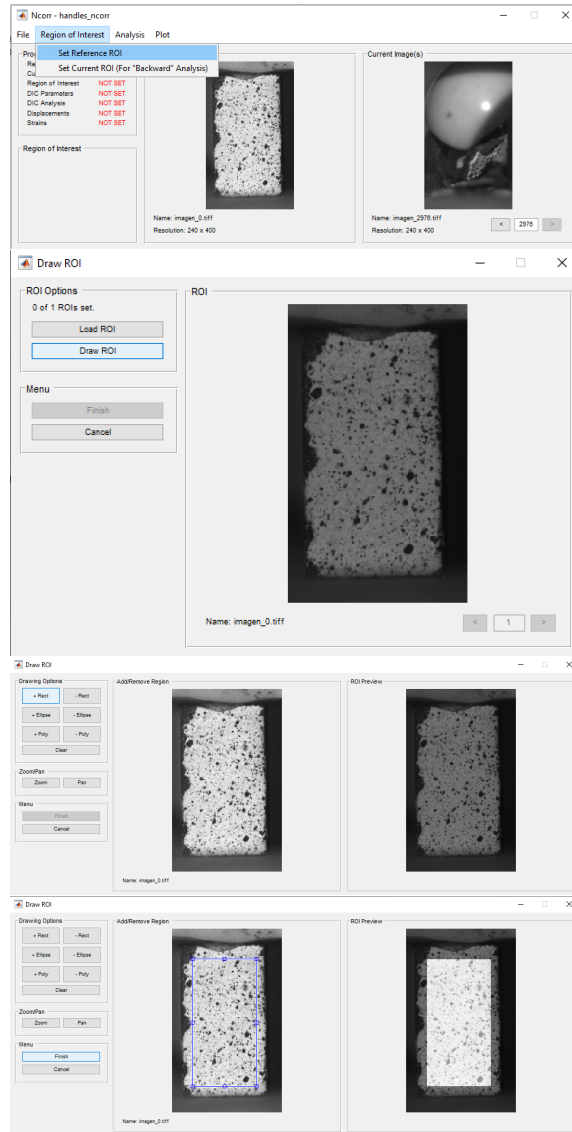 Ncorr - handles_ncorr
File Region of Interest Analysis Plot
Set Reference ROI
Set Current ROI (For "Backward" Analysis)
Region of Interest NOT SET
DIC Parameters NOT SET
DIC Analysis NOT SET
Displacements NOT SET
Strains NOT SET
Region of Interest
Name: imagen_0.tiff
Resolution: 240 x 400
Current Image(s)
Name: imagen_2976.tiff
Resolution: 240 x 400
< 2976 >
Draw ROI
ROI Options
0 of 1 ROIs set.
Load ROI
Draw ROI
Menu
Finish
Cancel
ROI
Name: imagen_0.tiff
< 1 >
Draw ROI
Drawing Options
+ Rect - Rect
+ Ellipse - Ellipse
+ Poly - Poly
Clear
Zoom/Pan
Zoom Pan
Menu
Finish
Cancel
Add/Remove Region
Name: imagen_0.tiff
ROI Preview
Draw ROI
Drawing Options
+ Rect - Rect
+ Ellipse - Ellipse
+ Poly - Poly
Clear
Zoom/Pan
Zoom Pan
Menu
Finish
Cancel
Add/Remove Region
Name: imagen_0.tiff
ROI Preview